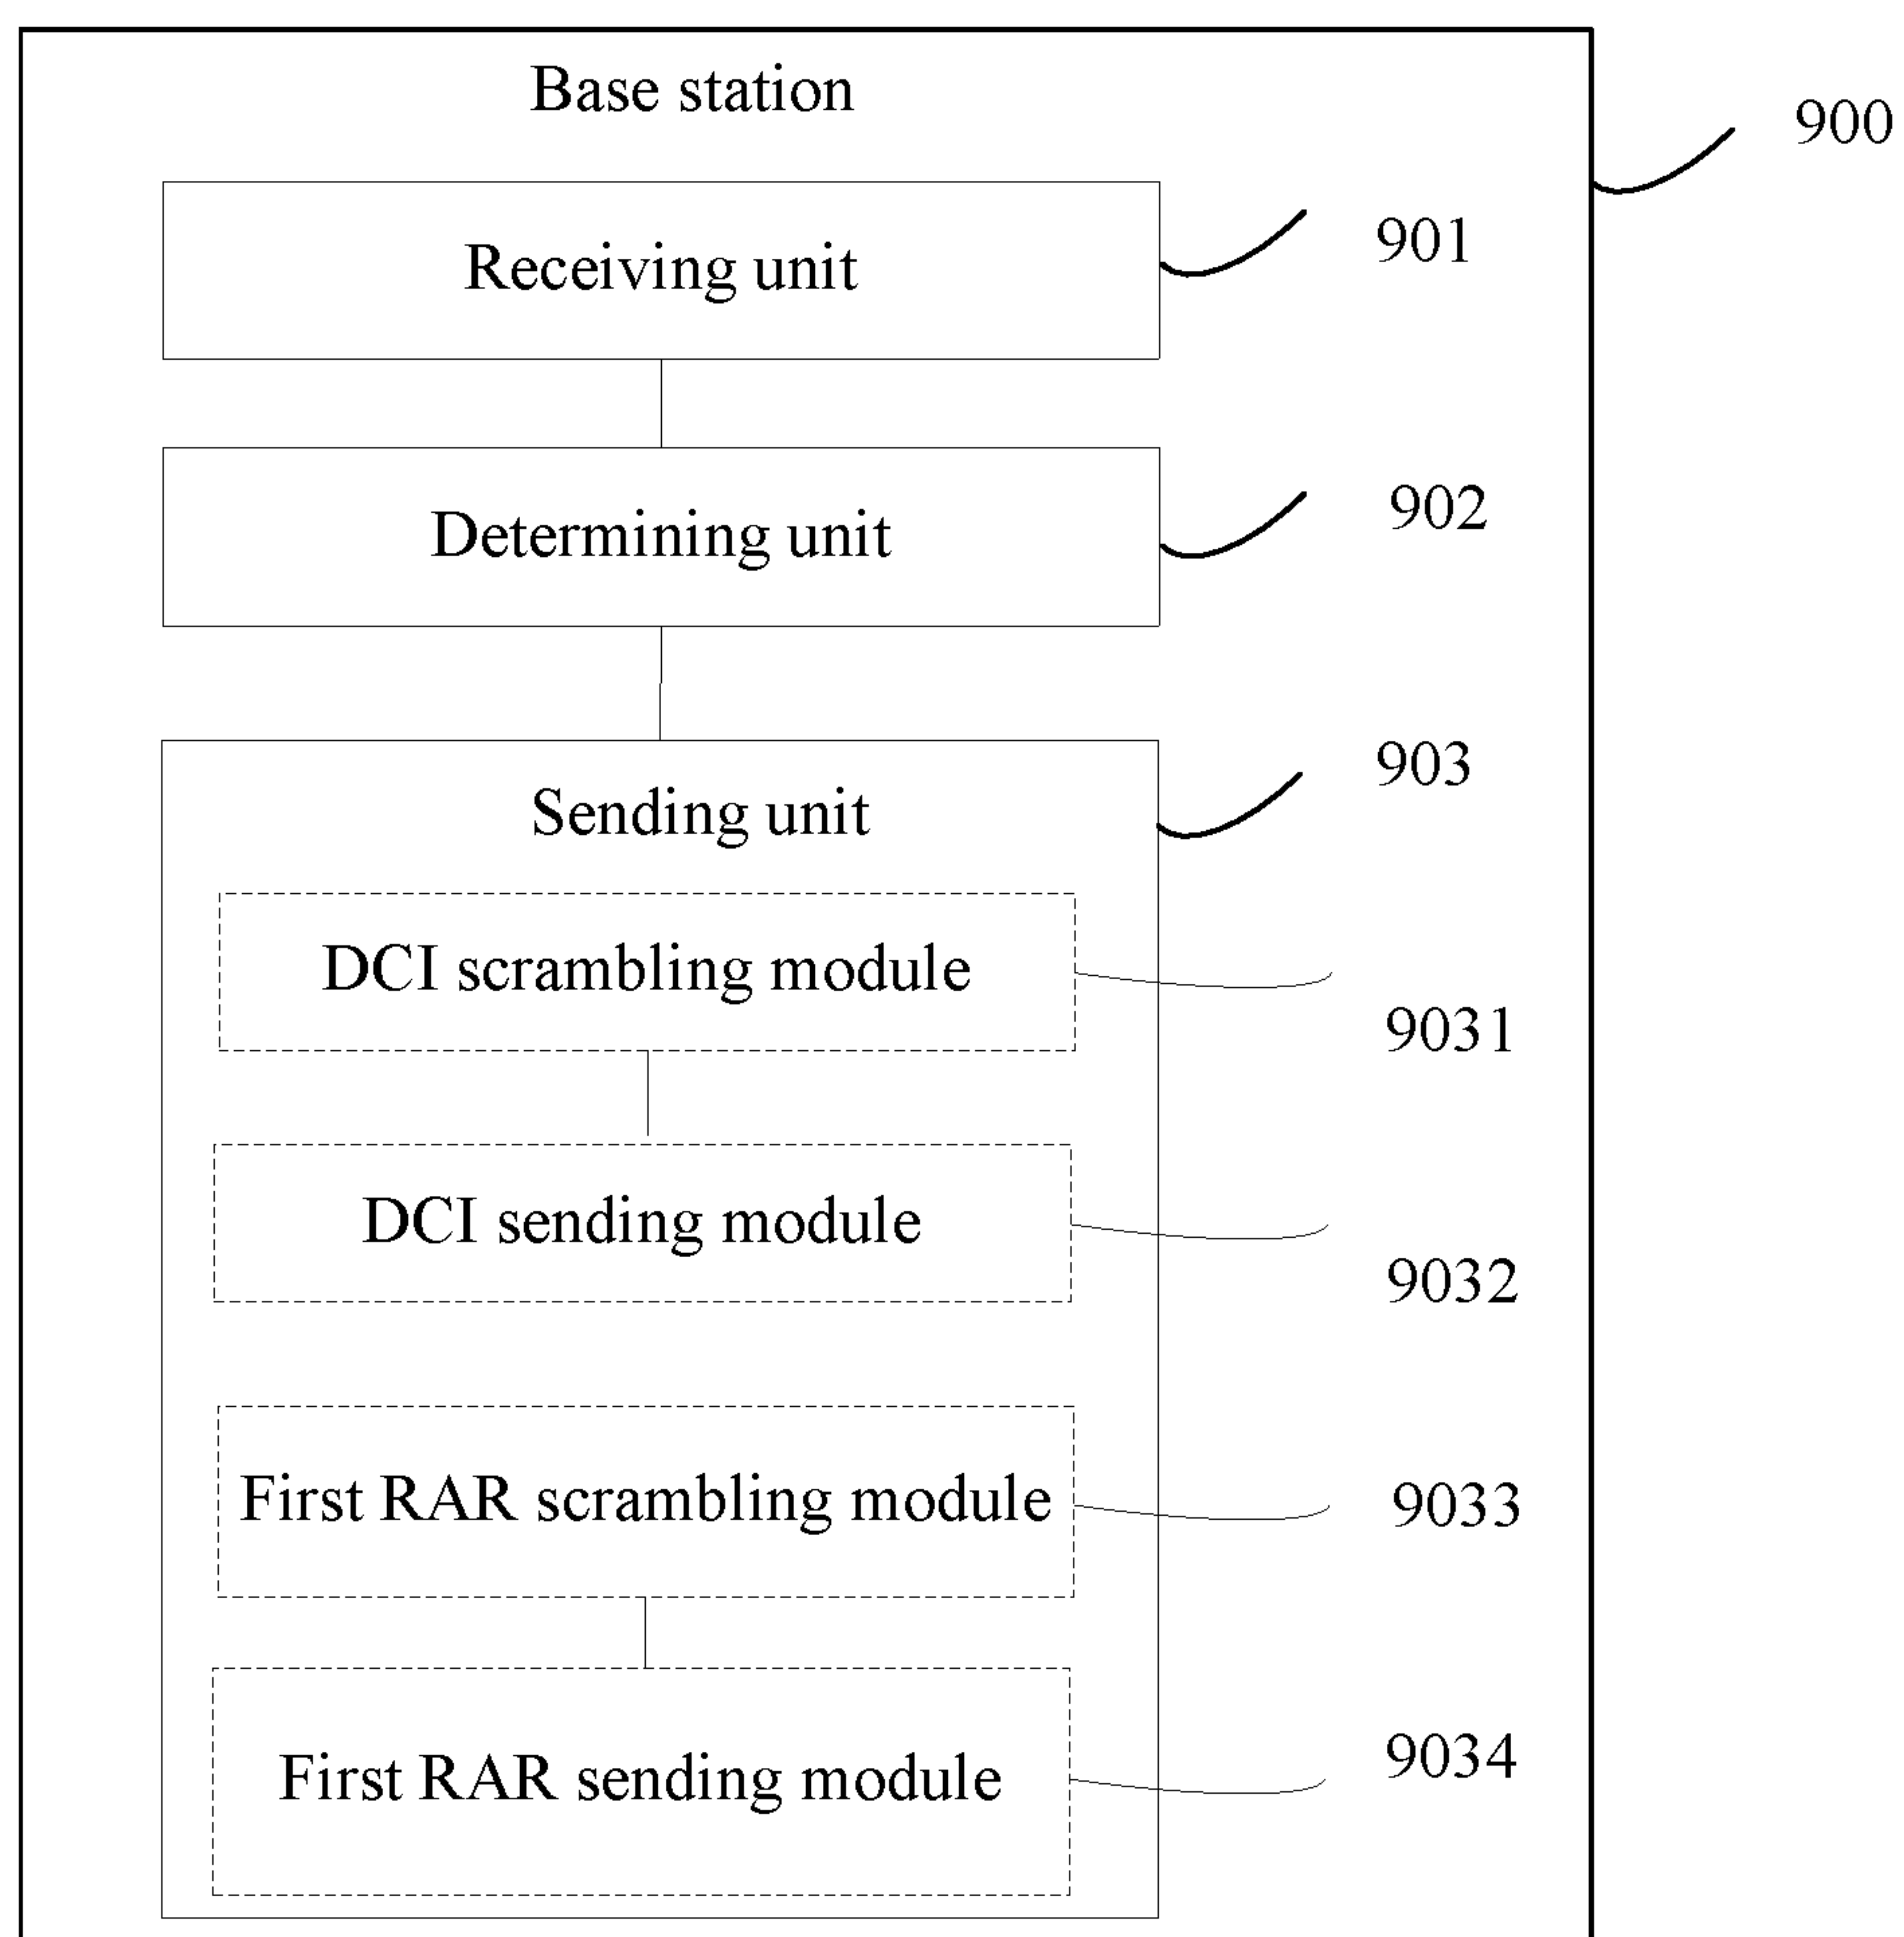 Base station
900
Receiving unit
901
Determining unit
902
Sending unit
903
DCI scrambling module
9031
DCI sending module
9032
First RAR scrambling module
9033
First RAR sending module
9034